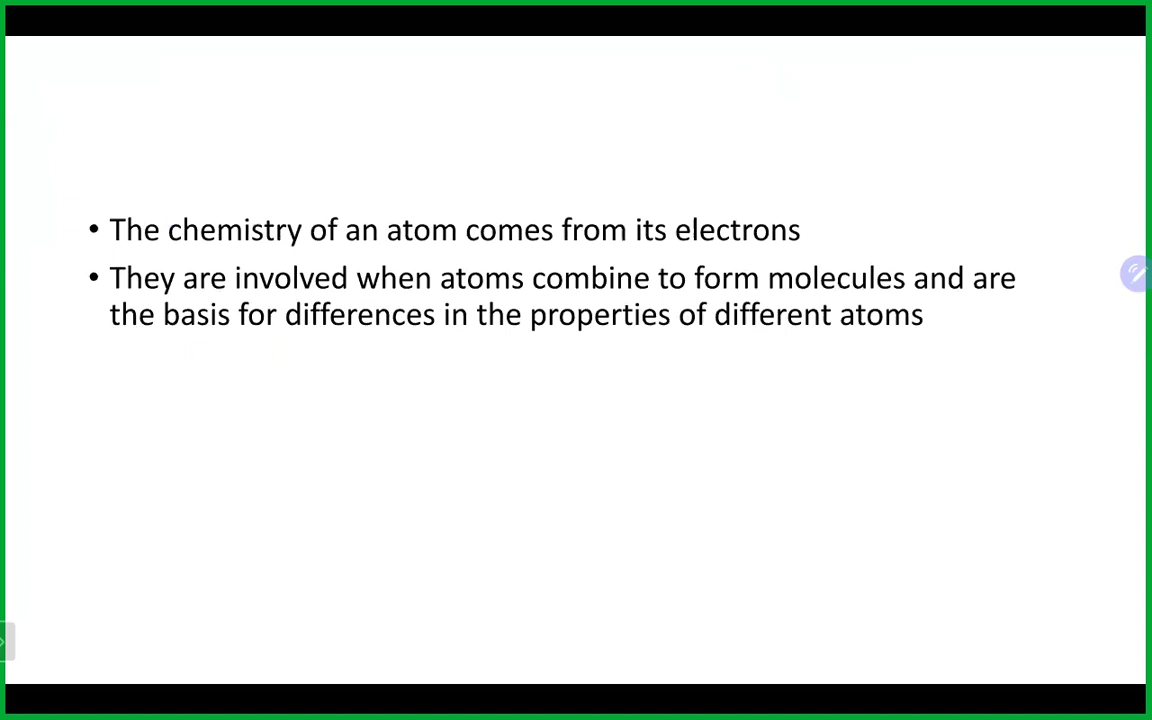 • The chemistry of an atom comes from its electrons
• They are involved when atoms combine to form molecules and are
the basis for differences in the properties of different atoms